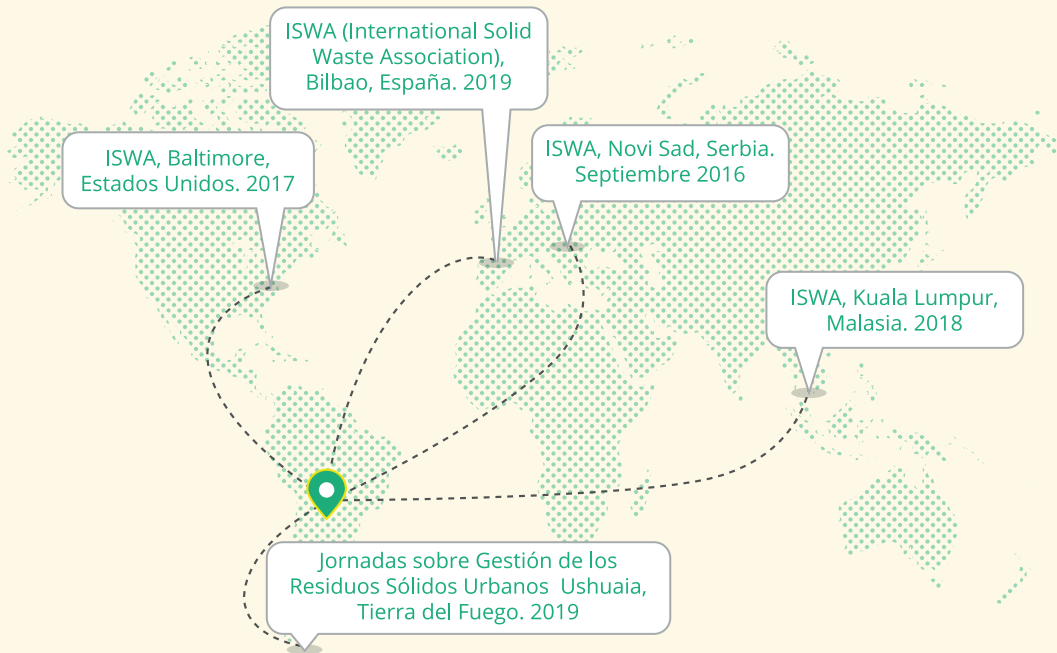 ISWA (International Solid
Waste Association),
Bilbao, España. 2019
ISWA, Baltimore,
Estados Unidos. 2017
ISWA, Novi Sad, Serbia.
Septiembre 2016
ISWA, Kuala Lumpur,
Malasia. 2018
Jornadas sobre Gestión de los
Residuos Sólidos Urbanos  Ushuaia,
Tierra del Fuego. 2019